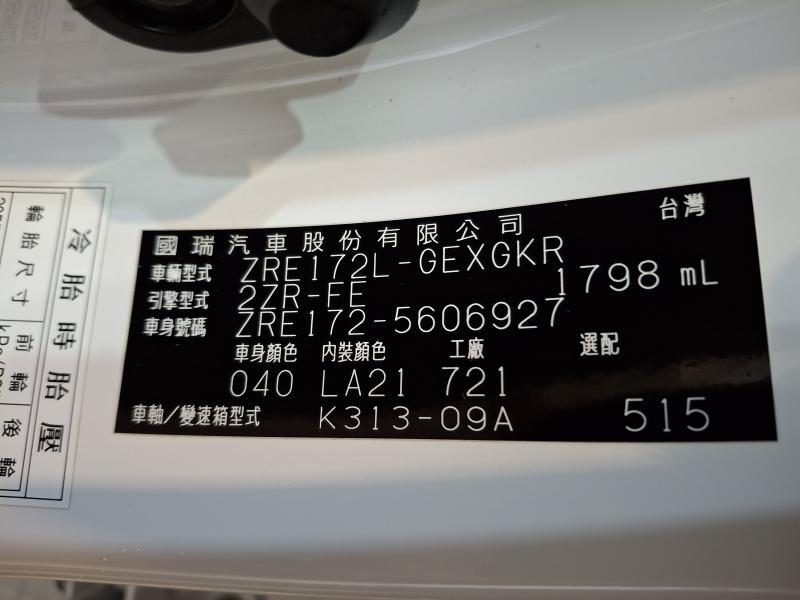 國瑞汽車股份有限公司 台灣
車輛型式 ZRE172L-GEXGKR
引擎型式 2ZR-FE 1798 mL
車身號碼 ZRE172-5606927
車身顏色 內裝顏色 工廠 選配
040 LA21 721
車軸/變速箱型式 K313-09A 515
冷胎時胎壓
輪胎尺寸 前輪 後輪